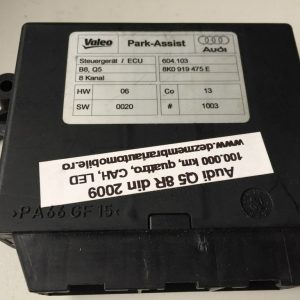 Valeo Park-Assist Audi
Steuergerät / ECU 604.103
B8, Q5 8K0 919 475 E
8 Kanal
HW 06 Co 13
SW 0020 # 1003
Audi Q5 8R din 2009
100.000 km, quattro, CAH, LED
www.dezmembrariautomobile.ro
>PA66 GF15<